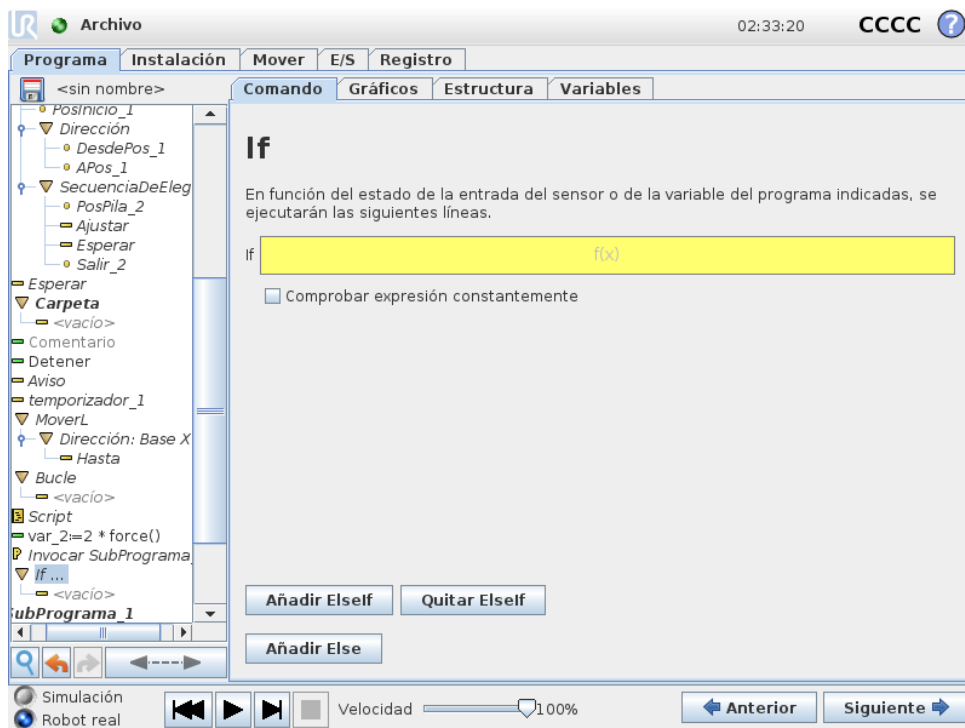 UR Archivo 02:33:20 CCCC ?
Programa Instalación Mover E/S Registro
<sin nombre>
Comando Gráficos Estructura Variables
PosInicio_1
Dirección
DesdePos_1
APos_1
SecuenciaDeEleg
PosPila_2
Ajustar
Esperar
Salir_2
Esperar
Carpeta
<vacío>
Comentario
Detener
Aviso
temporizador_1
MoverL
Dirección: Base X
Hasta
Bucle
<vacío>
Script
var_2:=2 * force()
P Invocar SubPrograma_
If ...
<vacío>
SubPrograma_1
If
En función del estado de la entrada del sensor o de la variable del programa indicadas, se
ejecutarán las siguientes líneas.
If f(x)
Comprobar expresión constantemente
Añadir ElseIf Quitar ElseIf
Añadir Else
Simulación
Robot real
Velocidad 100%
Anterior Siguiente